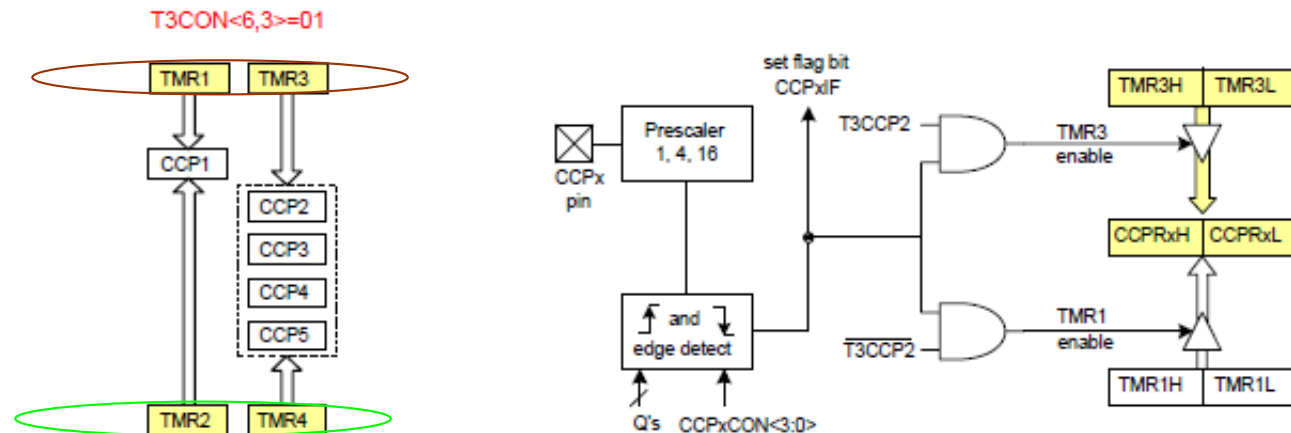 T3CON<6,3>=01
TMR1 TMR3
CCP1
CCP2
CCP3
CCP4
CCP5
TMR2 TMR4
set flag bit
CCPxIF
Prescaler
1, 4, 16
CCPx
pin
and
edge detect
Q's CCPxCON<3:0>
T3CCP2
TMR3
enable
T3CCP2
TMR1
enable
TMR3H TMR3L
CCPRxH CCPRxL
TMR1H TMR1L